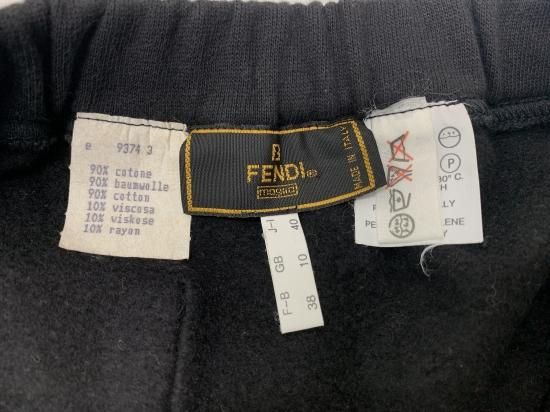 e 9374 3
90% cotone
90% baumwolle
90% cotton
10% viscosa
10% viskose
10% rayon
FENDI®
maglia
MADE IN ITALY
J-I 40
GB 10
F-B 38
P
30° C.